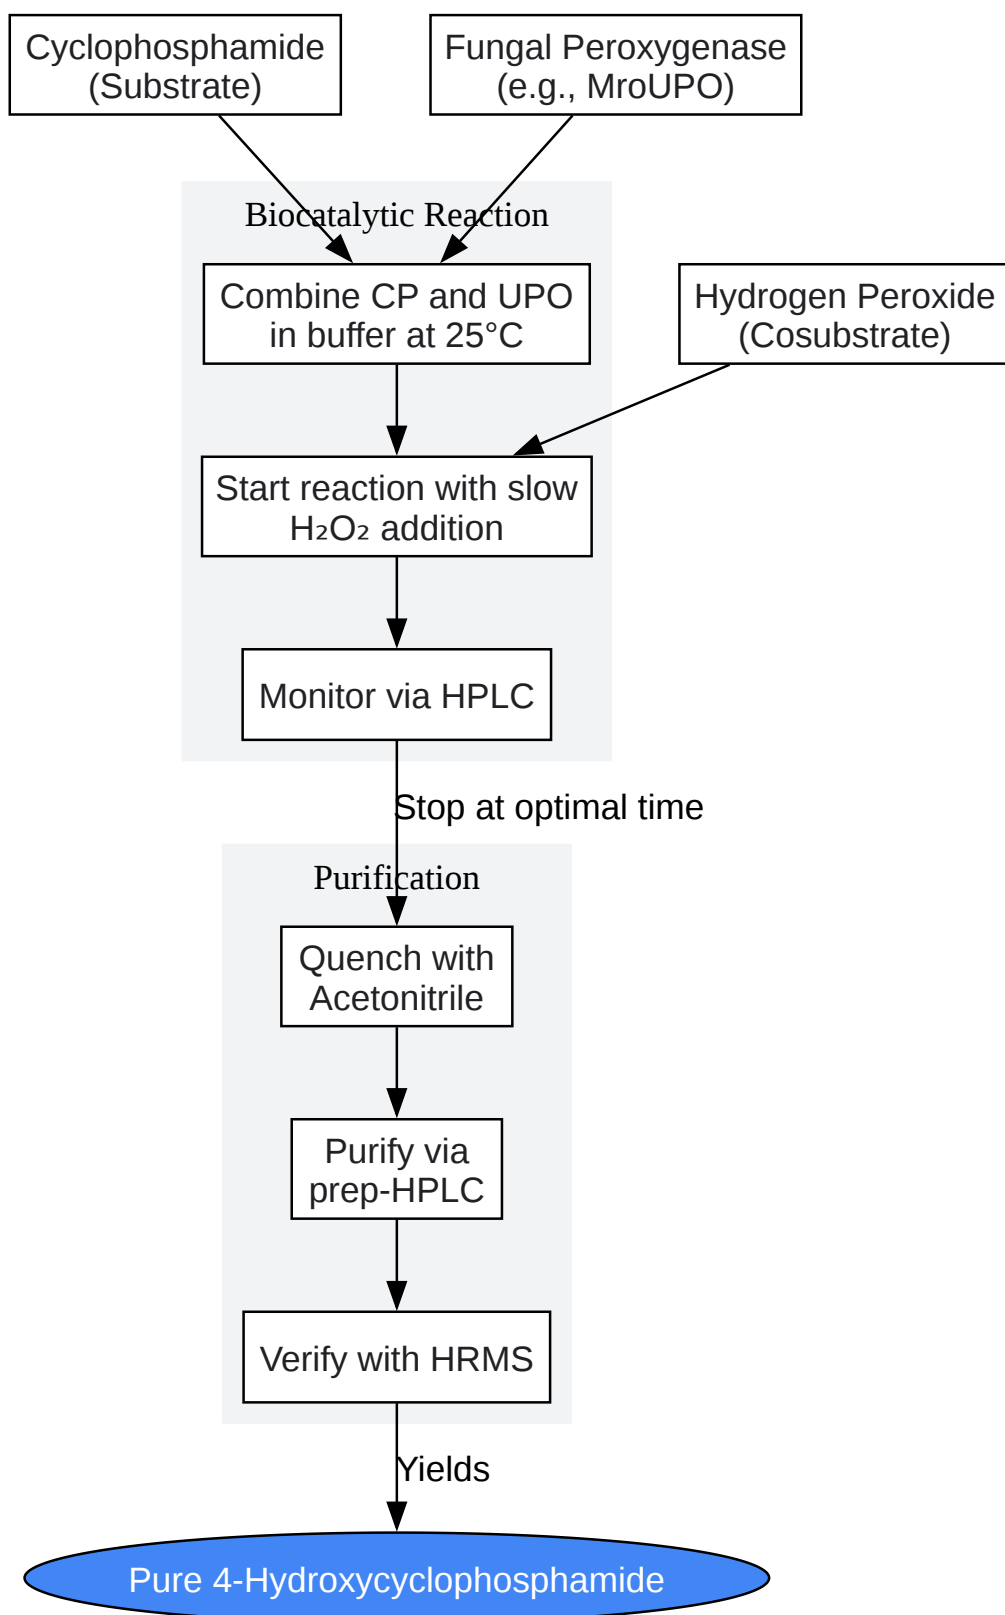 Cyclophosphamide
(Substrate)
Fungal Peroxygenase
(e.g., MroUPO)
Biocatalytic Reaction
Combine CP and UPO
in buffer at 25°C
Hydrogen Peroxide
(Cosubstrate)
Start reaction with slow
H₂O₂ addition
Monitor via HPLC
Stop at optimal time
Purification
Quench with
Acetonitrile
Purify via
prep-HPLC
Verify with HRMS
Yields
Pure 4-Hydroxycyclophosphamide